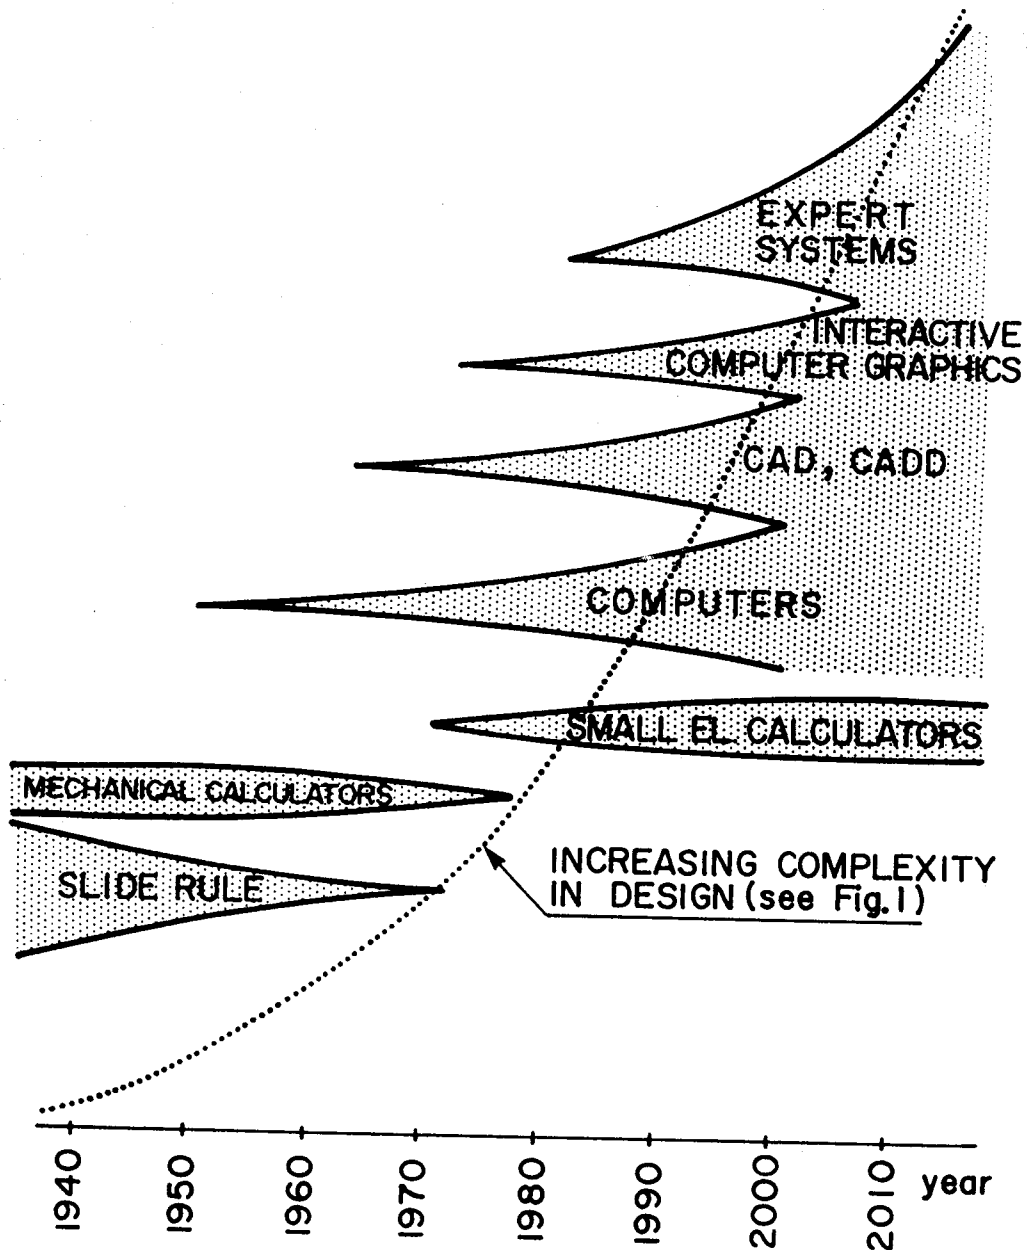 EXPERT
SYSTEMS
INTERACTIVE
COMPUTER GRAPHICS
CAD, CADD
COMPUTERS
SMALL EL CALCULATORS
MECHANICAL CALCULATORS
SLIDE RULE
INCREASING COMPLEXITY
IN DESIGN (see Fig.1)
1940 1950 1960 1970 1980 1990 2000 2010 year